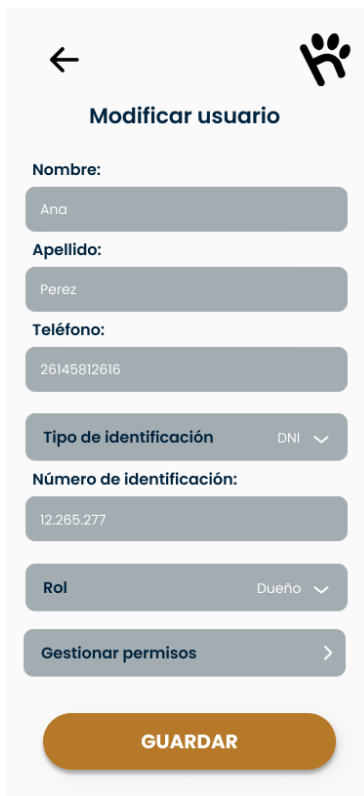 Modificar usuario
Nombre:
Ana
Apellido:
Perez
Teléfono:
26145812616
Tipo de identificación DNI
Número de identificación:
12.265.277
Rol Dueño
Gestionar permisos
GUARDAR